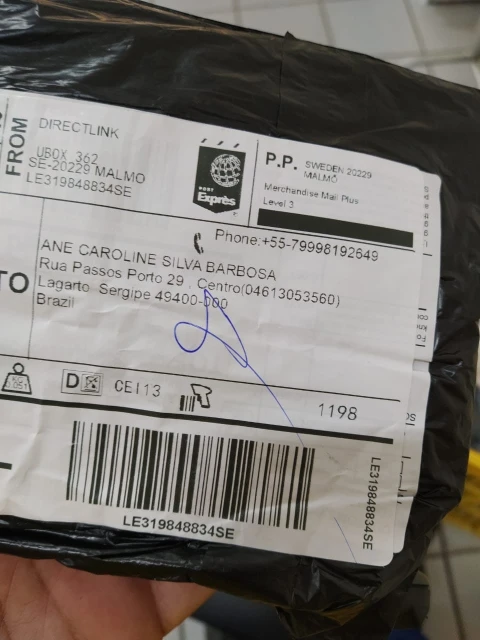 FROM
DIRECTLINK
UBOX 362
SE-20229 MALMO
LE319848834SE
POST
Exprès
P.P. SWEDEN 20229
MALMÖ
Merchandise Mail Plus
Level 3
Phone:+55-79998192649
TO
ANE CAROLINE SILVA BARBOSA
Rua Passos Porto 29 , Centro(04613053560)
Lagarto Sergipe 49400-000
Brazil
D CE113
1198
LE319848834SE
LE319848834SE